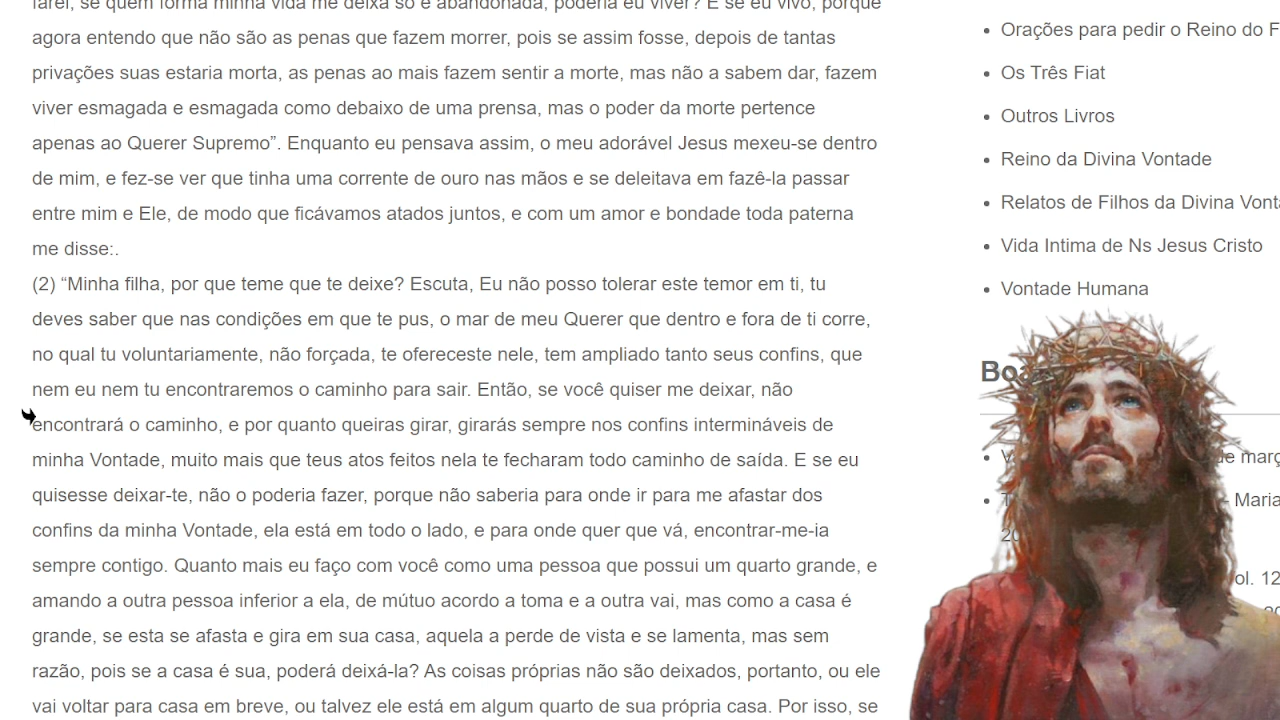 farei, se quem forma minha vida me deixa só e abandonada, poderia eu viver? E se eu vivo, porque
agora entendo que não são as penas que fazem morrer, pois se assim fosse, depois de tantas
privações suas estaria morta, as penas ao mais fazem sentir a morte, mas não a sabem dar, fazem
viver esmagada e esmagada como debaixo de uma prensa, mas o poder da morte pertence
apenas ao Querer Supremo”. Enquanto eu pensava assim, o meu adorável Jesus mexeu-se dentro
de mim, e fez-se ver que tinha uma corrente de ouro nas mãos e se deleitava em fazê-la passar
entre mim e Ele, de modo que ficávamos atados juntos, e com um amor e bondade toda paterna
me disse:.
(2) “Minha filha, por que teme que te deixe? Escuta, Eu não posso tolerar este temor em ti, tu
deves saber que nas condições em que te pus, o mar de meu Querer que dentro e fora de ti corre,
no qual tu voluntariamente, não forçada, te ofereceste nele, tem ampliado tanto seus confins, que
nem eu nem tu encontraremos o caminho para sair. Então, se você quiser me deixar, não
encontrará o caminho, e por quanto queiras girar, girarás sempre nos confins intermináveis de
minha Vontade, muito mais que teus atos feitos nela te fecharam todo caminho de saída. E se eu
quisesse deixar-te, não o poderia fazer, porque não saberia para onde ir para me afastar dos
confins da minha Vontade, ela está em todo o lado, e para onde quer que vá, encontrar-me-ia
sempre contigo. Quanto mais eu faço com você como uma pessoa que possui um quarto grande, e
amando a outra pessoa inferior a ela, de mútuo acordo a toma e a outra vai, mas como a casa é
grande, se esta se afasta e gira em sua casa, aquela a perde de vista e se lamenta, mas sem
razão, pois se a casa é sua, poderá deixá-la? As coisas próprias não são deixados, portanto, ou ele
vai voltar para casa em breve, ou talvez ele está em algum quarto de sua própria casa. Por isso, se
Orações para pedir o Reino do F
Os Três Fiat
Outros Livros
Reino da Divina Vontade
Relatos de Filhos da Divina Vont
Vida Intima de Ns Jesus Cristo
Vontade Humana
Bo
de març
- Maria
20
ol. 12